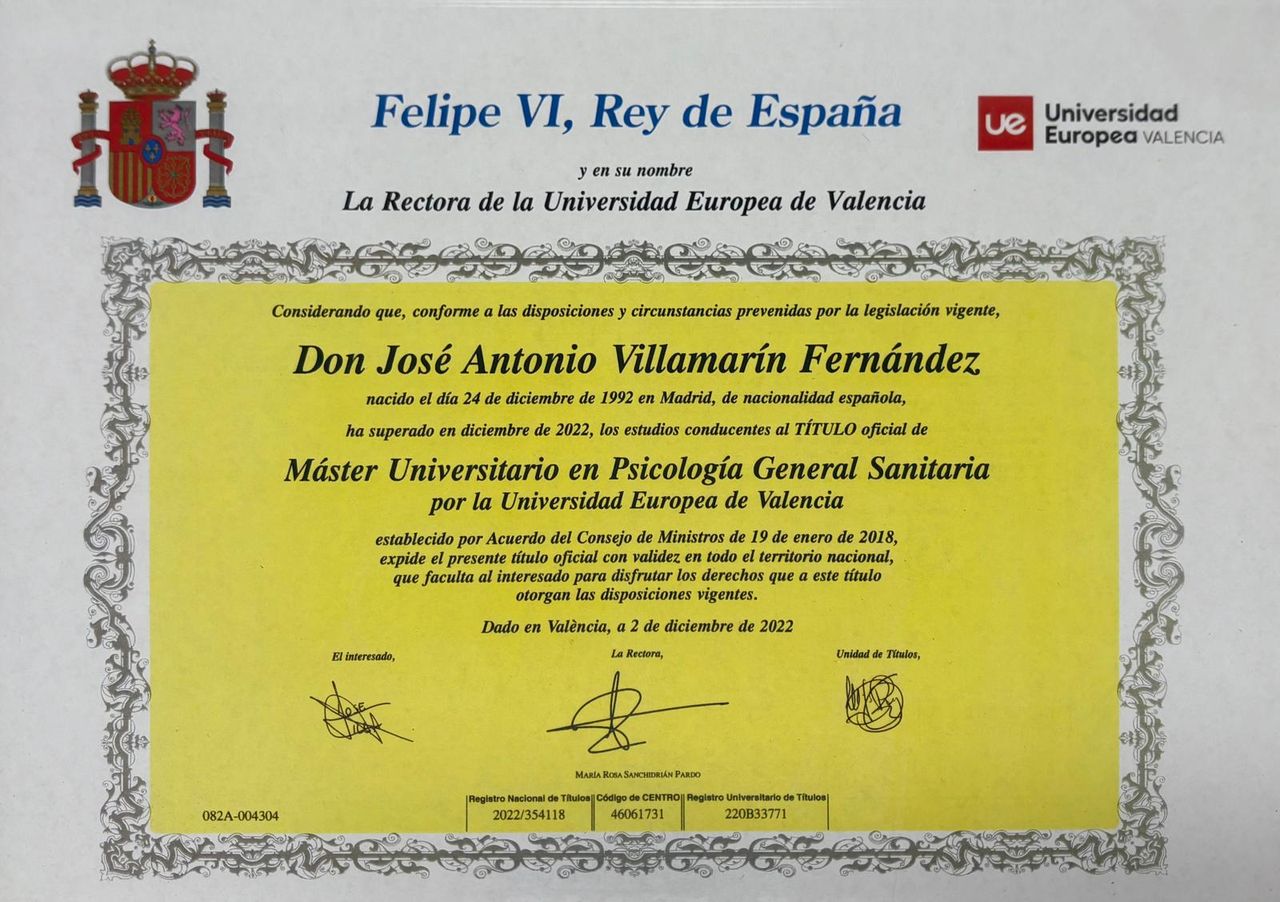 Felipe VI, Rey de España
ue Universidad
Europea VALENCIA
y en su nombre
La Rectora de la Universidad Europea de Valencia
Considerando que, conforme a las disposiciones y circunstancias prevenidas por la legislación vigente,
Don José Antonio Villamarín Fernández
nacido el día 24 de diciembre de 1992 en Madrid, de nacionalidad española,
ha superado en diciembre de 2022, los estudios conducentes al TÍTULO oficial de
Máster Universitario en Psicología General Sanitaria
por la Universidad Europea de Valencia
establecido por Acuerdo del Consejo de Ministros de 19 de enero de 2018,
expide el presente título oficial con validez en todo el territorio nacional,
que faculta al interesado para disfrutar los derechos que a este título
otorgan las disposiciones vigentes.
Dado en València, a 2 de diciembre de 2022
El interesado,
La Rectora,
Unidad de Títulos,
MARÍA ROSA SANCHIDRIÁN PARDO
Registro Nacional de Títulos Código de CENTRO Registro Universitario de Títulos
082A-004304 2022/354118 46061731 220B33771